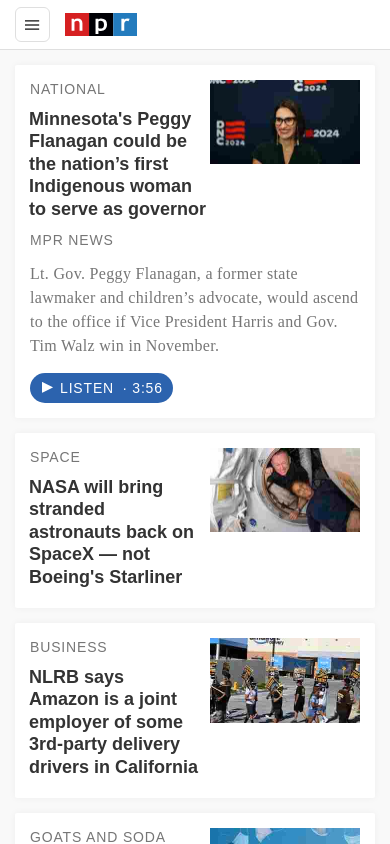 npr
NATIONAL
Minnesota's Peggy
Flanagan could be
the nation’s first
Indigenous woman
to serve as governor
C
2024
DNC
2024
2024
MPR NEWS
Lt. Gov. Peggy Flanagan, a former state
lawmaker and children’s advocate, would ascend
to the office if Vice President Harris and Gov.
Tim Walz win in November.
LISTEN · 3:56
SPACE
NASA will bring
stranded
astronauts back on
SpaceX — not
Boeing's Starliner
BUSINESS
NLRB says
Amazon is a joint
employer of some
3rd-party delivery
drivers in California
GOATS AND SODA